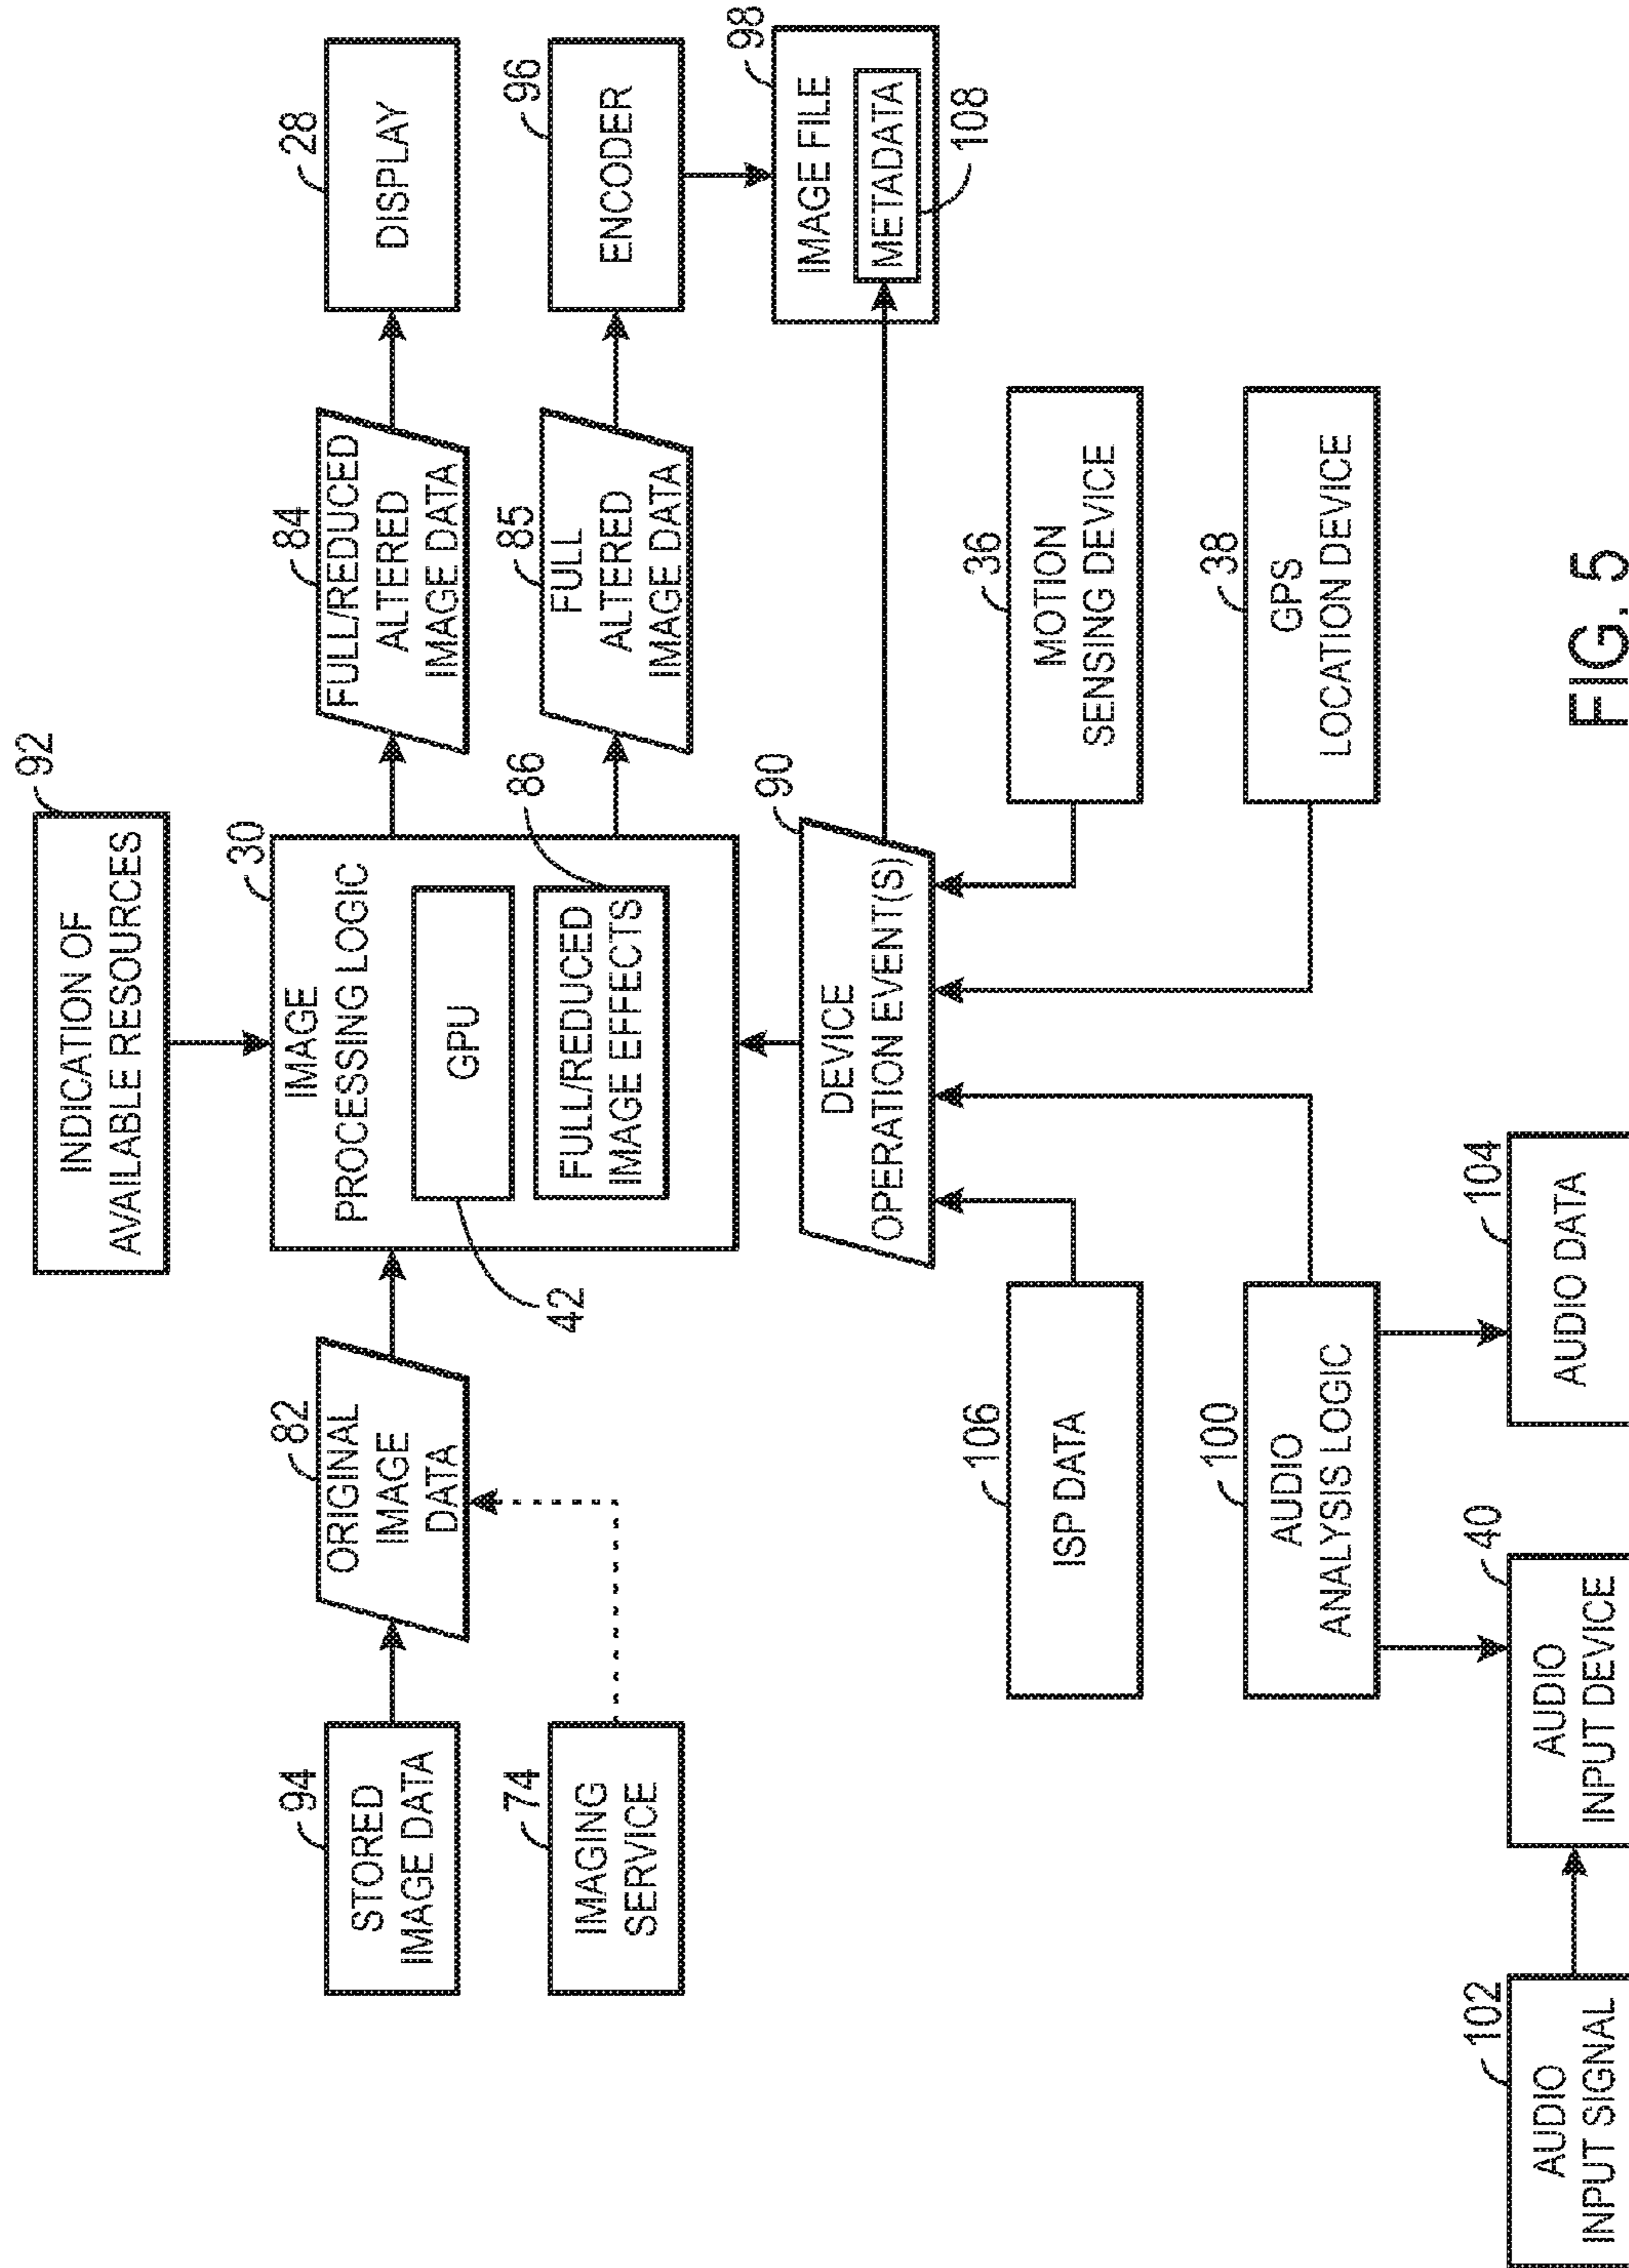 92
INDICATION OF
AVAILABLE RESOURCES
94
STORED
IMAGE DATA
82
ORIGINAL
IMAGE
DATA
30
IMAGE
PROCESSING LOGIC
GPU
42
FULL/REDUCED
IMAGE EFFECTS
86
84
FULL/REDUCED
ALTERED
IMAGE DATA
28
DISPLAY
74
IMAGING
SERVICE
85
FULL
ALTERED
IMAGE DATA
96
ENCODER
90
DEVICE
OPERATION EVENT(S)
98
IMAGE FILE
METADATA
108
106
ISP DATA
36
MOTION
SENSING DEVICE
100
AUDIO
ANALYSIS LOGIC
38
GPS
LOCATION DEVICE
102
AUDIO
INPUT SIGNAL
40
AUDIO
INPUT DEVICE
104
AUDIO DATA
FIG. 5